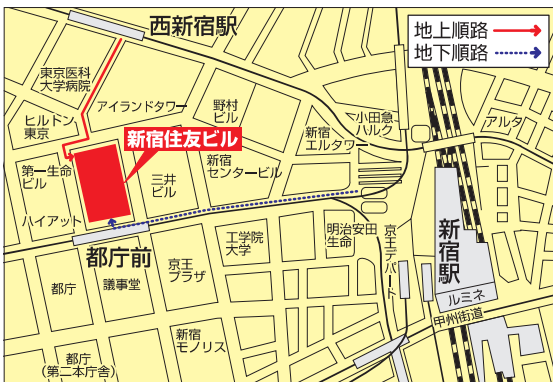 西新宿駅
地上順路
地下順路
東京医科
大学病院
アイランドタワー
野村
ビル
小田急
ハルク
アルタ
ヒルトン
東京
新宿住友ビル
新宿
エルタワー
新宿
センタービル
第一生命
ビル
三井
ビル
ハイアット
都庁前
工学院
大学
明治安田
生命
京王デパート
新宿駅
京王
プラザ
都庁
議事堂
ルミネ
甲州街道
新宿
モノリス
都庁
(第二本庁舎)